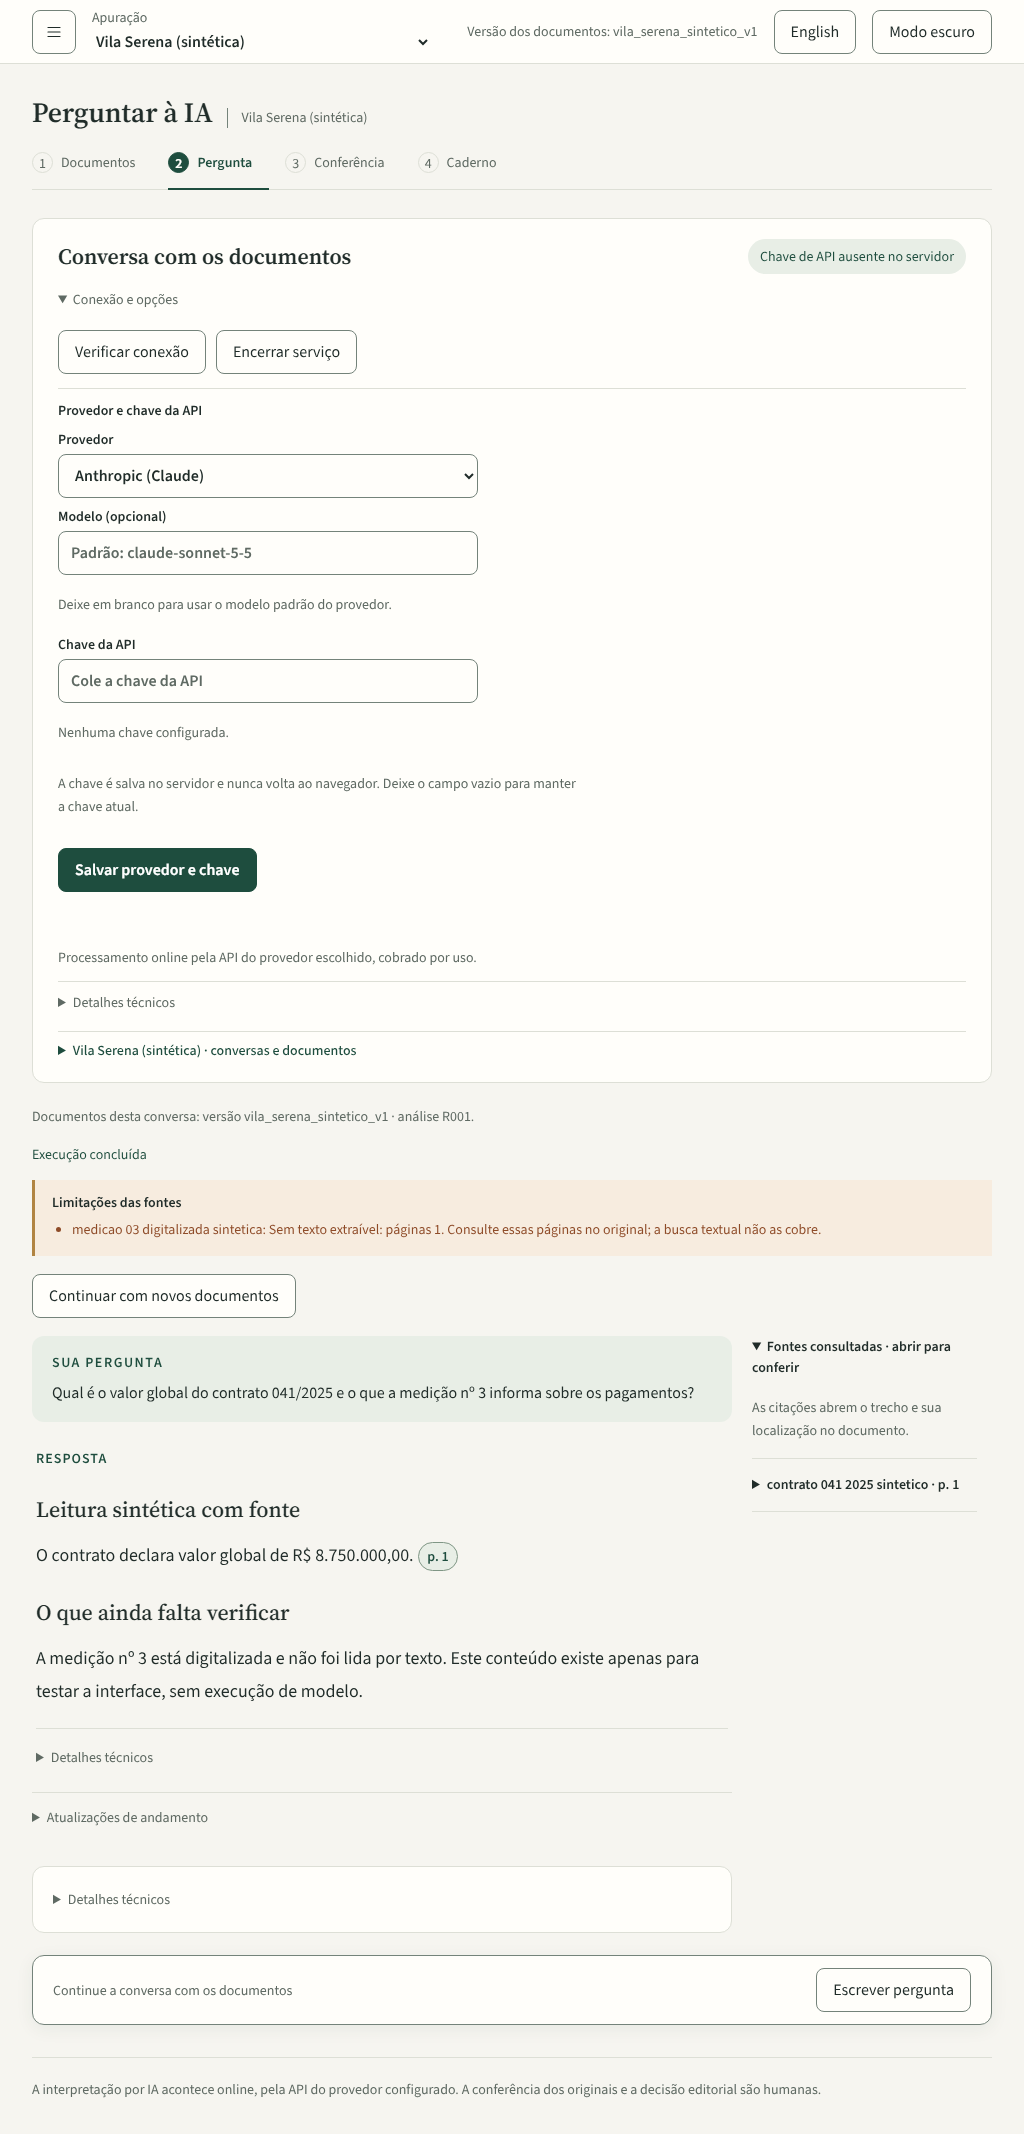 Apuração
Vila Serena (sintética)
Versão dos documentos: vila_serena_sintetico_v1
English
Modo escuro
Perguntar à IA
Vila Serena (sintética)
1 Documentos
2 Pergunta
3 Conferência
4 Caderno
Conversa com os documentos
Chave de API ausente no servidor
Conexão e opções
Verificar conexão
Encerrar serviço
Provedor e chave da API
Provedor
Anthropic (Claude)
Modelo (opcional)
Padrão: claude-sonnet-5-5
Deixe em branco para usar o modelo padrão do provedor.
Chave da API
Cole a chave da API
Nenhuma chave configurada.
A chave é salva no servidor e nunca volta ao navegador. Deixe o campo vazio para manter
a chave atual.
Salvar provedor e chave
Processamento online pela API do provedor escolhido, cobrado por uso.
Detalhes técnicos
Vila Serena (sintética) · conversas e documentos
Documentos desta conversa: versão vila_serena_sintetico_v1 · análise R001.
Execução concluída
Limitações das fontes
medicao 03 digitalizada sintetica: Sem texto extraível: páginas 1. Consulte essas páginas no original; a busca textual não as cobre.
Continuar com novos documentos
SUA PERGUNTA
Qual é o valor global do contrato 041/2025 e o que a medição nº 3 informa sobre os pagamentos?
RESPOSTA
Leitura sintética com fonte
O contrato declara valor global de R$ 8.750.000,00. p. 1
O que ainda falta verificar
A medição nº 3 está digitalizada e não foi lida por texto. Este conteúdo existe apenas para
testar a interface, sem execução de modelo.
Detalhes técnicos
Atualizações de andamento
Detalhes técnicos
Fontes consultadas · abrir para
conferir
As citações abrem o trecho e sua
localização no documento.
contrato 041 2025 sintetico · p. 1
Continue a conversa com os documentos
Escrever pergunta
A interpretação por IA acontece online, pela API do provedor configurado. A conferência dos originais e a decisão editorial são humanas.